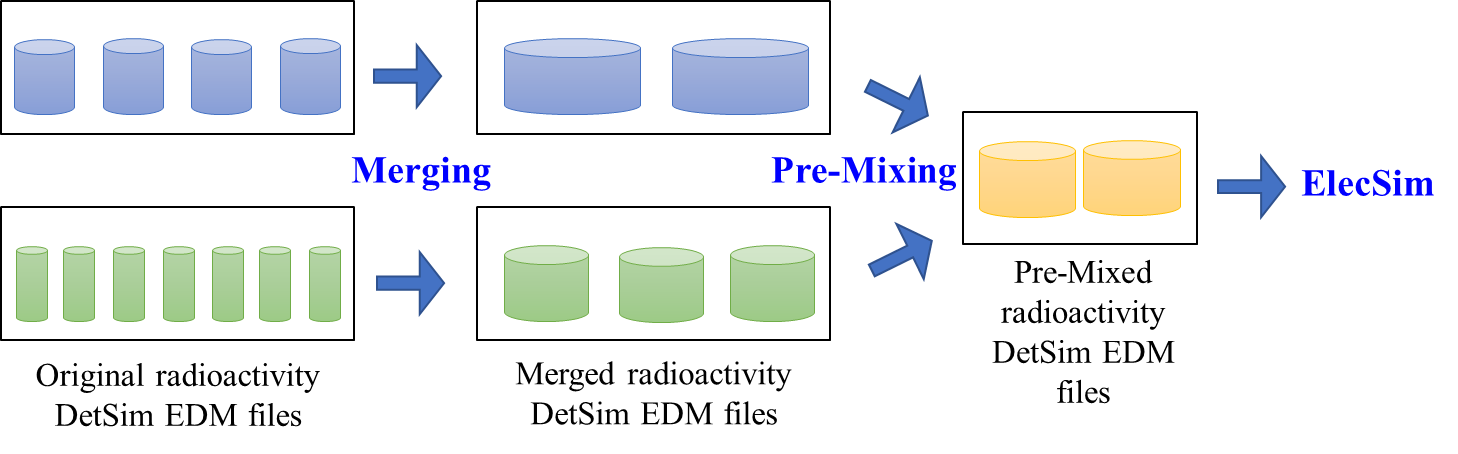 Merging
Pre-Mixing
ElecSim
Original radioactivity
DetSim EDM files
Merged radioactivity
DetSim EDM files
Pre-Mixed
radioactivity
DetSim EDM
files